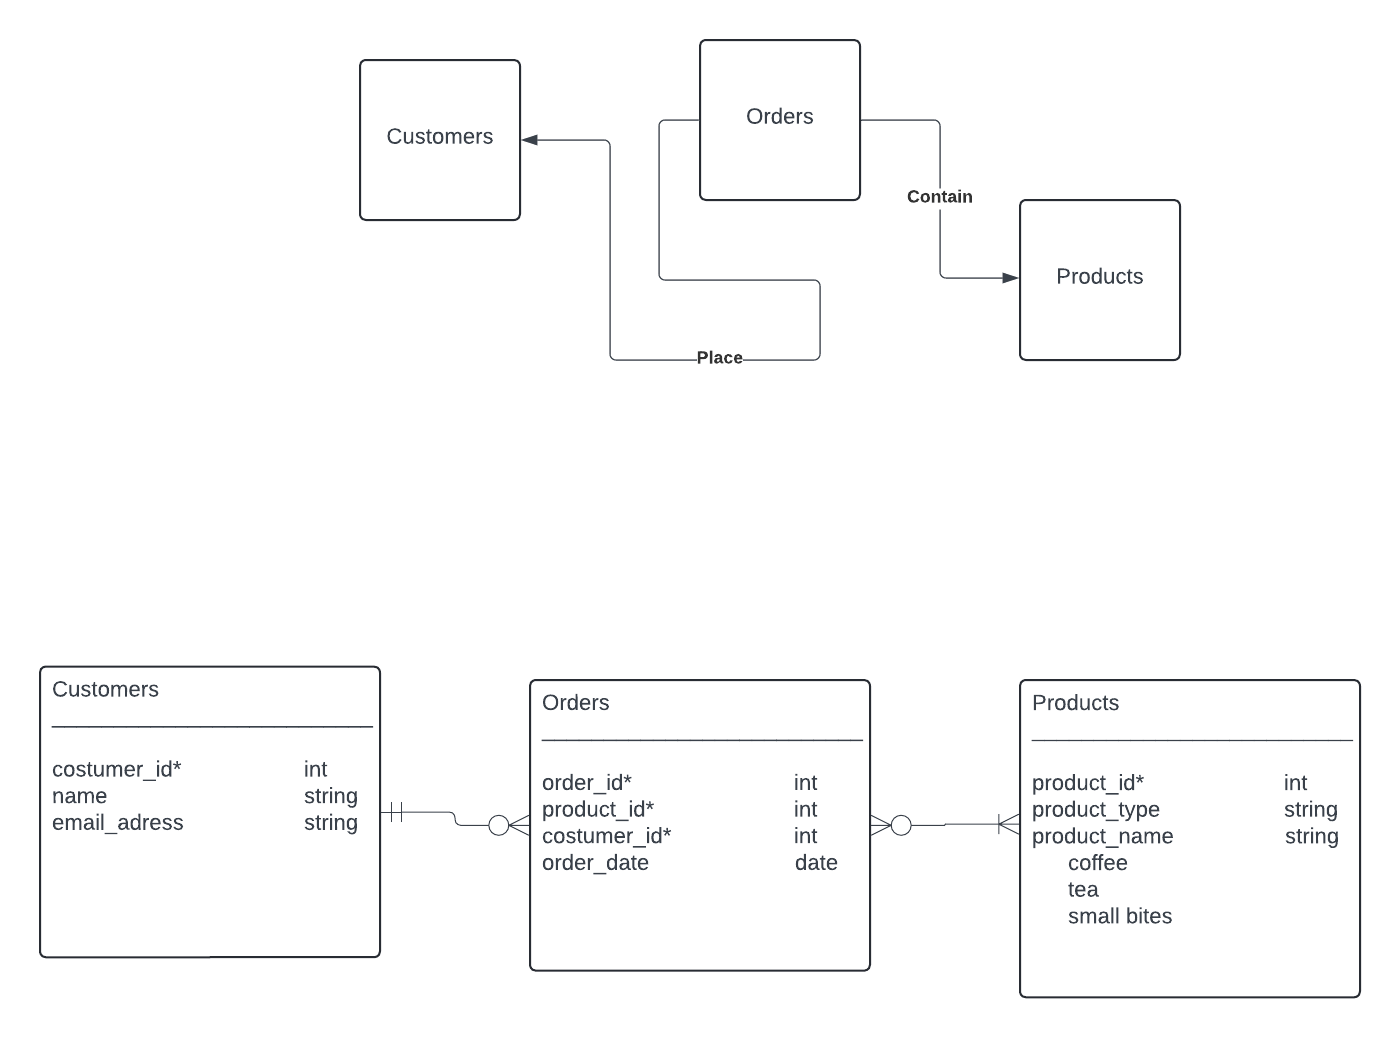 Customers
Orders
Contain
Products
Place
Customers
costumer_id* int
name string
email_adress string
Orders
order_id* int
product_id* int
costumer_id* int
order_date date
Products
product_id* int
product_type string
product_name string
coffee
tea
small bites